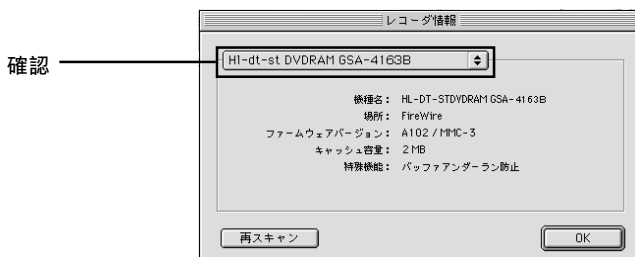 レコーダ情報
確認
Hl-dt-st DVDRAM GSA-4163B
機種名： HL-DT-STDVDRAM GSA-4163B
場所： FireWire
ファームウェアバージョン： A102 / MMC-3
キャッシュ容量： 2 MB
特殊機能： バッファアンダーラン防止
再スキャン
OK